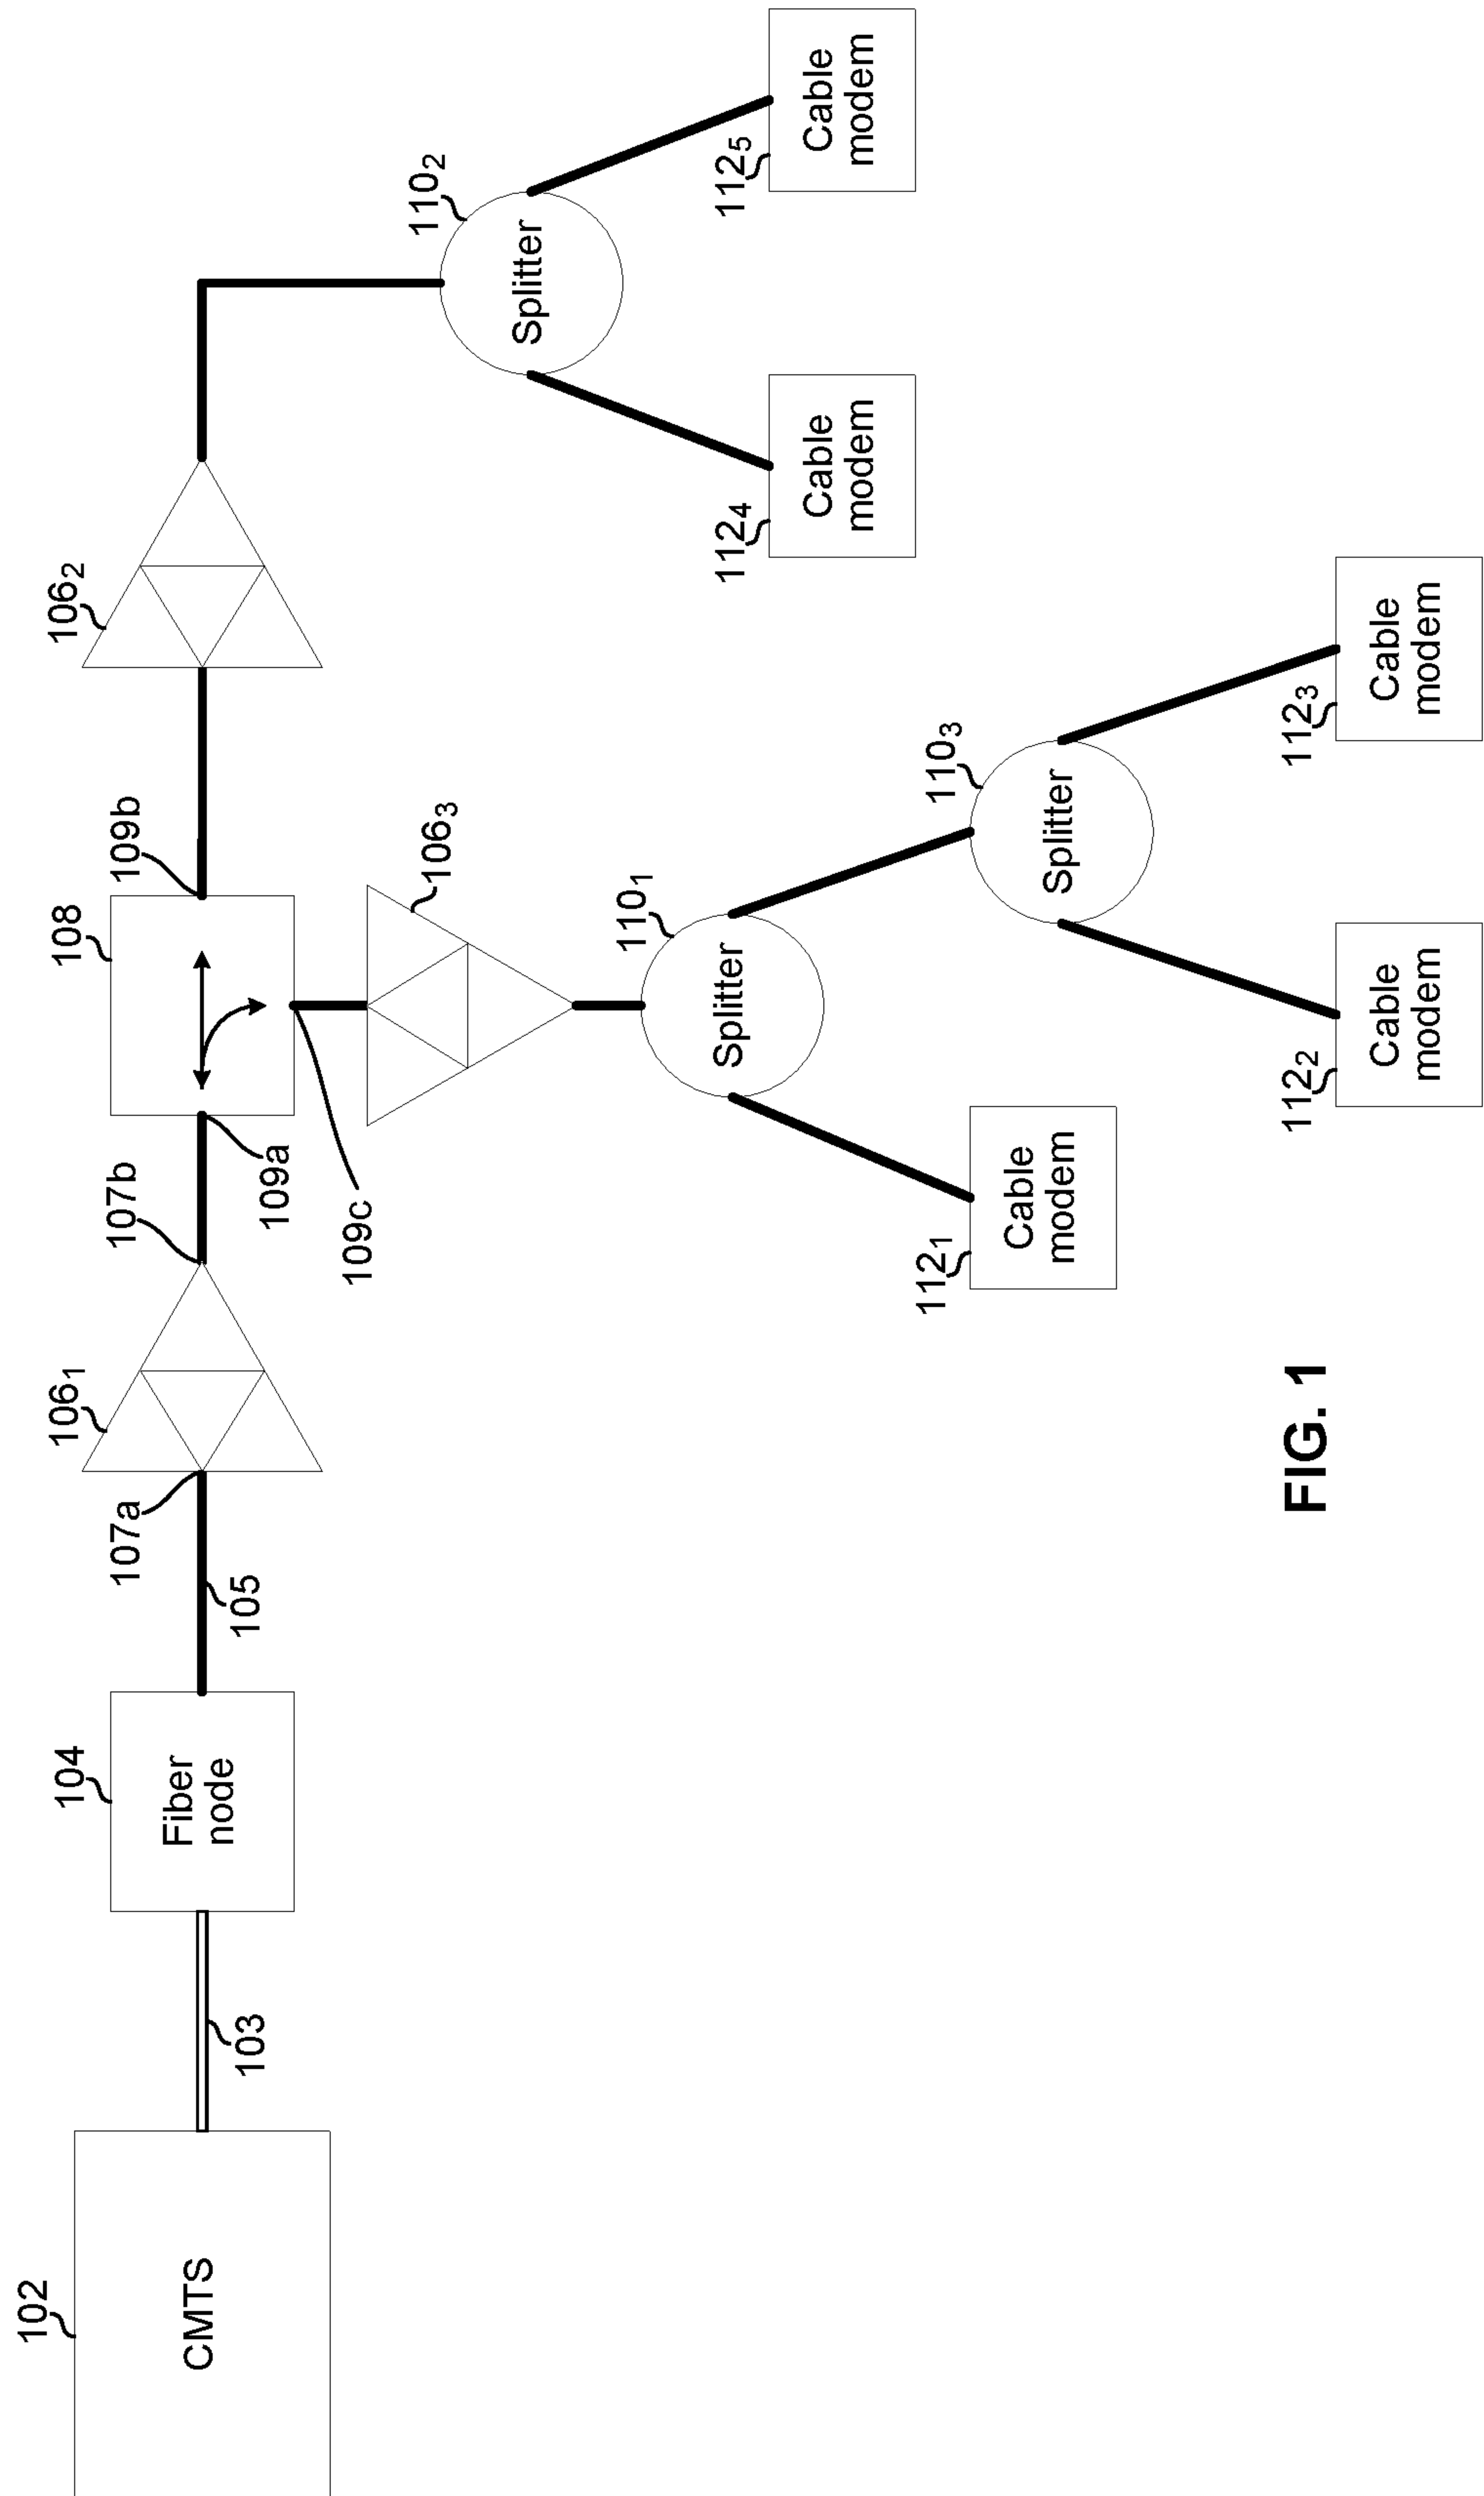 102
CMTS
103
104
Fiber
node
105
107a
106₁
107b
109a
109c
108
109b
106₂
106₃
110₁
Splitter
110₂
Splitter
110₃
Splitter
112₁
Cable
modem
112₂
Cable
modem
112₃
Cable
modem
112₄
Cable
modem
112₅
Cable
modem
FIG. 1